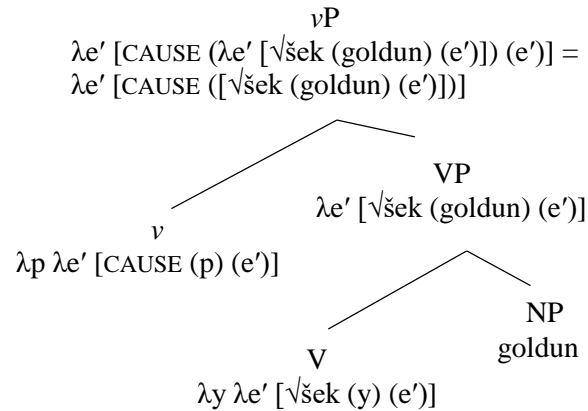 vP
λe′ [CAUSE (λe′ [√šek (goldun) (e′)]) (e′)] =
λe′ [CAUSE ([√šek (goldun) (e′)])]
VP
λe′ [√šek (goldun) (e′)]
v
λp λe′ [CAUSE (p) (e′)]
NP
goldun
V
λy λe′ [√šek (y) (e′)]